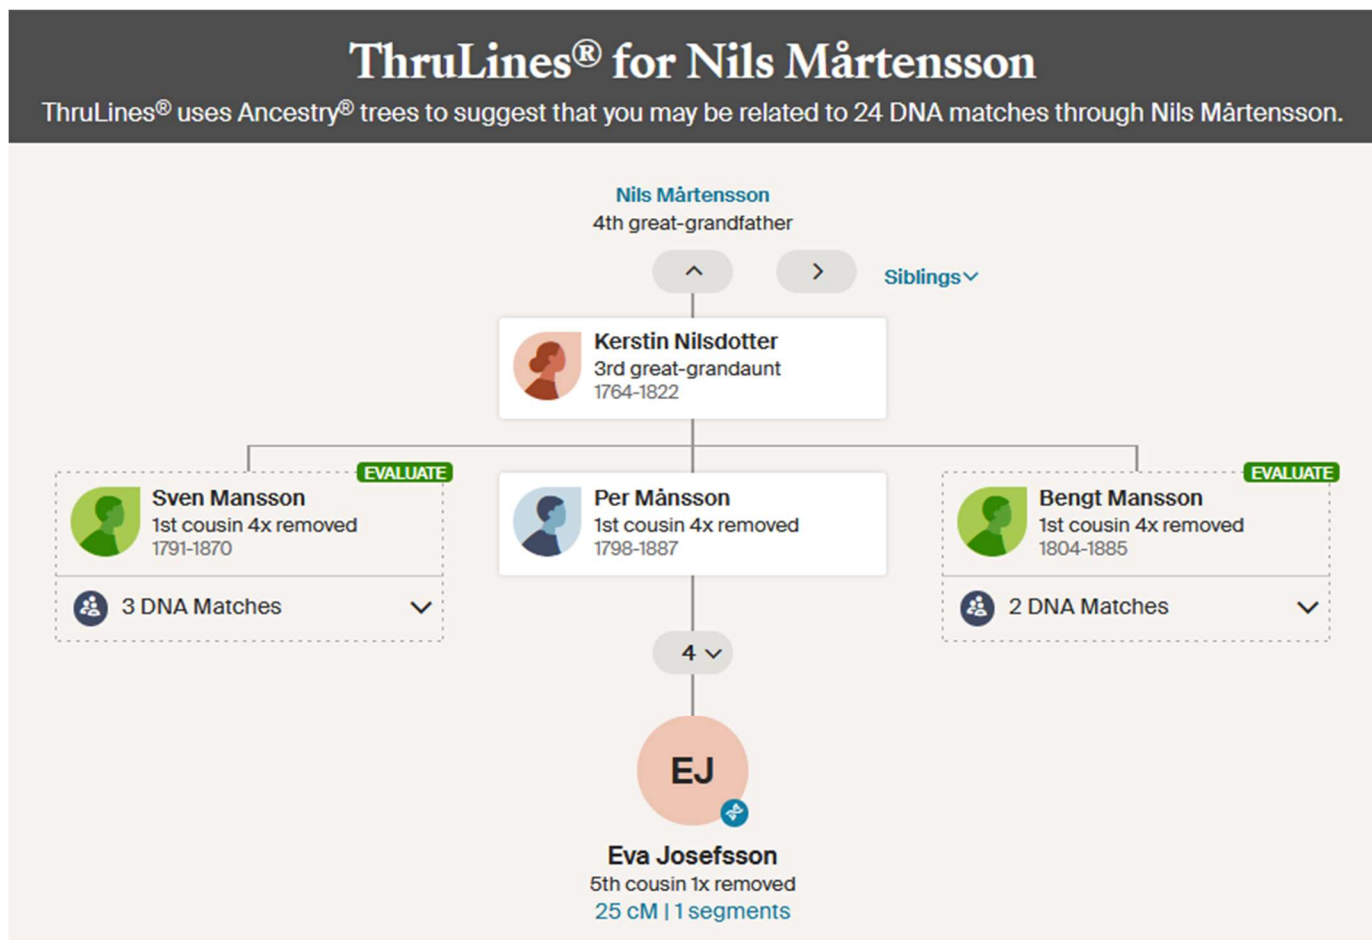 ThruLines® for Nils Mårtensson
ThruLines® uses Ancestry® trees to suggest that you may be related to 24 DNA matches through Nils Mårtensson.
Nils Mårtensson
4th great-grandfather
Siblings
Kerstin Nilsdotter
3rd great-grandaunt
1764-1822
EVALUATE
Sven Mansson
1st cousin 4x removed
1791-1870
3 DNA Matches
Per Månsson
1st cousin 4x removed
1798-1887
EVALUATE
Bengt Mansson
1st cousin 4x removed
1804-1885
2 DNA Matches
4
EJ
Eva Josefsson
5th cousin 1x removed
25 cM | 1 segments